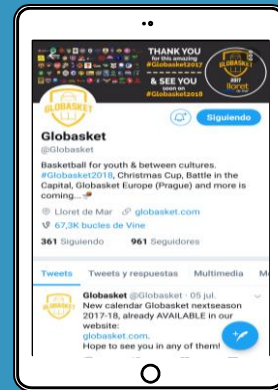 THANK YOU
for this amazing
#Globasket2017
& SEE YOU
soon on
#Globasket2018
GLOBASKET
2017
lloret
GLOBASKET
Siguiendo
Globasket
@Globasket
Basketball for youth & between cultures.
#Globasket2018, Christmas Cup, Battle in the
Capital, Globasket Europe (Prague) and more is
coming...
Lloret de Mar globasket.com
67,3K bucles de Vine
361 Siguiendo 961 Seguidores
Tweets Tweets y respuestas Multimedia M
Globasket @Globasket · 05 jul.
New calendar Globasket nextseason
2017-18, already AVAILABLE in our
website:
globasket.com.
Hope to see you in any of them!